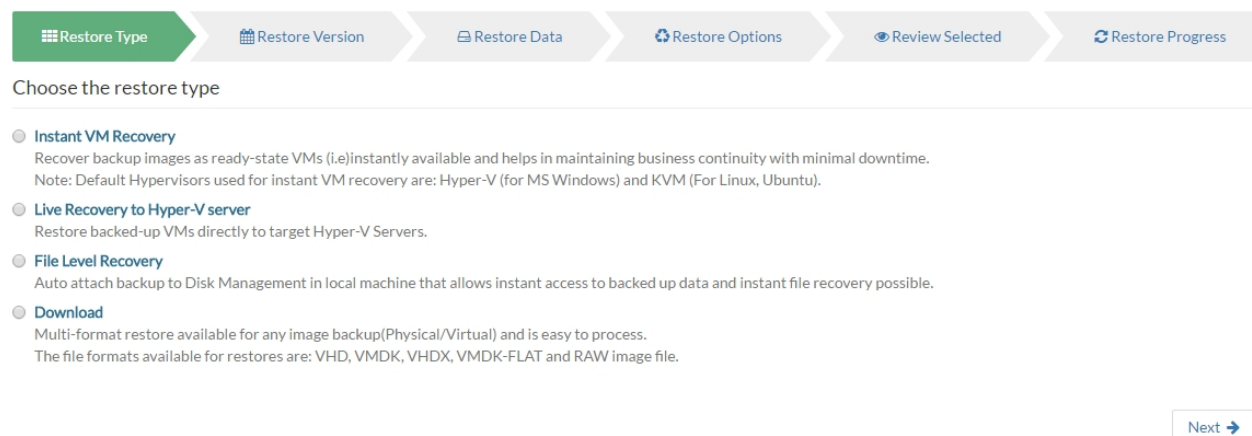 Restore Type Restore Version Restore Data Restore Options Review Selected Restore Progress
Choose the restore type
Instant VM Recovery
Recover backup images as ready-state VMs (i.e)instantly available and helps in maintaining business continuity with minimal downtime.
Note: Default Hypervisors used for instant VM recovery are: Hyper-V (for MS Windows) and KVM (For Linux, Ubuntu).
Live Recovery to Hyper-V server
Restore backed-up VMs directly to target Hyper-V Servers.
File Level Recovery
Auto attach backup to Disk Management in local machine that allows instant access to backed up data and instant file recovery possible.
Download
Multi-format restore available for any image backup(Physical/Virtual) and is easy to process.
The file formats available for restores are: VHD, VMDK, VHDX, VMDK-FLAT and RAW image file.
Next